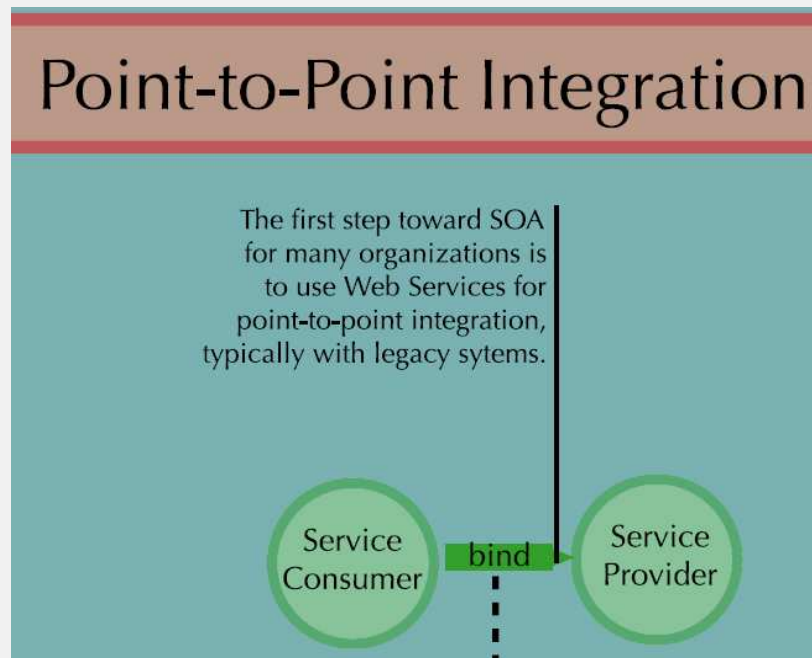 Point-to-Point Integration
The first step toward SOA
for many organizations is
to use Web Services for
point-to-point integration,
typically with legacy sytems.
Service
Consumer
bind
Service
Provider